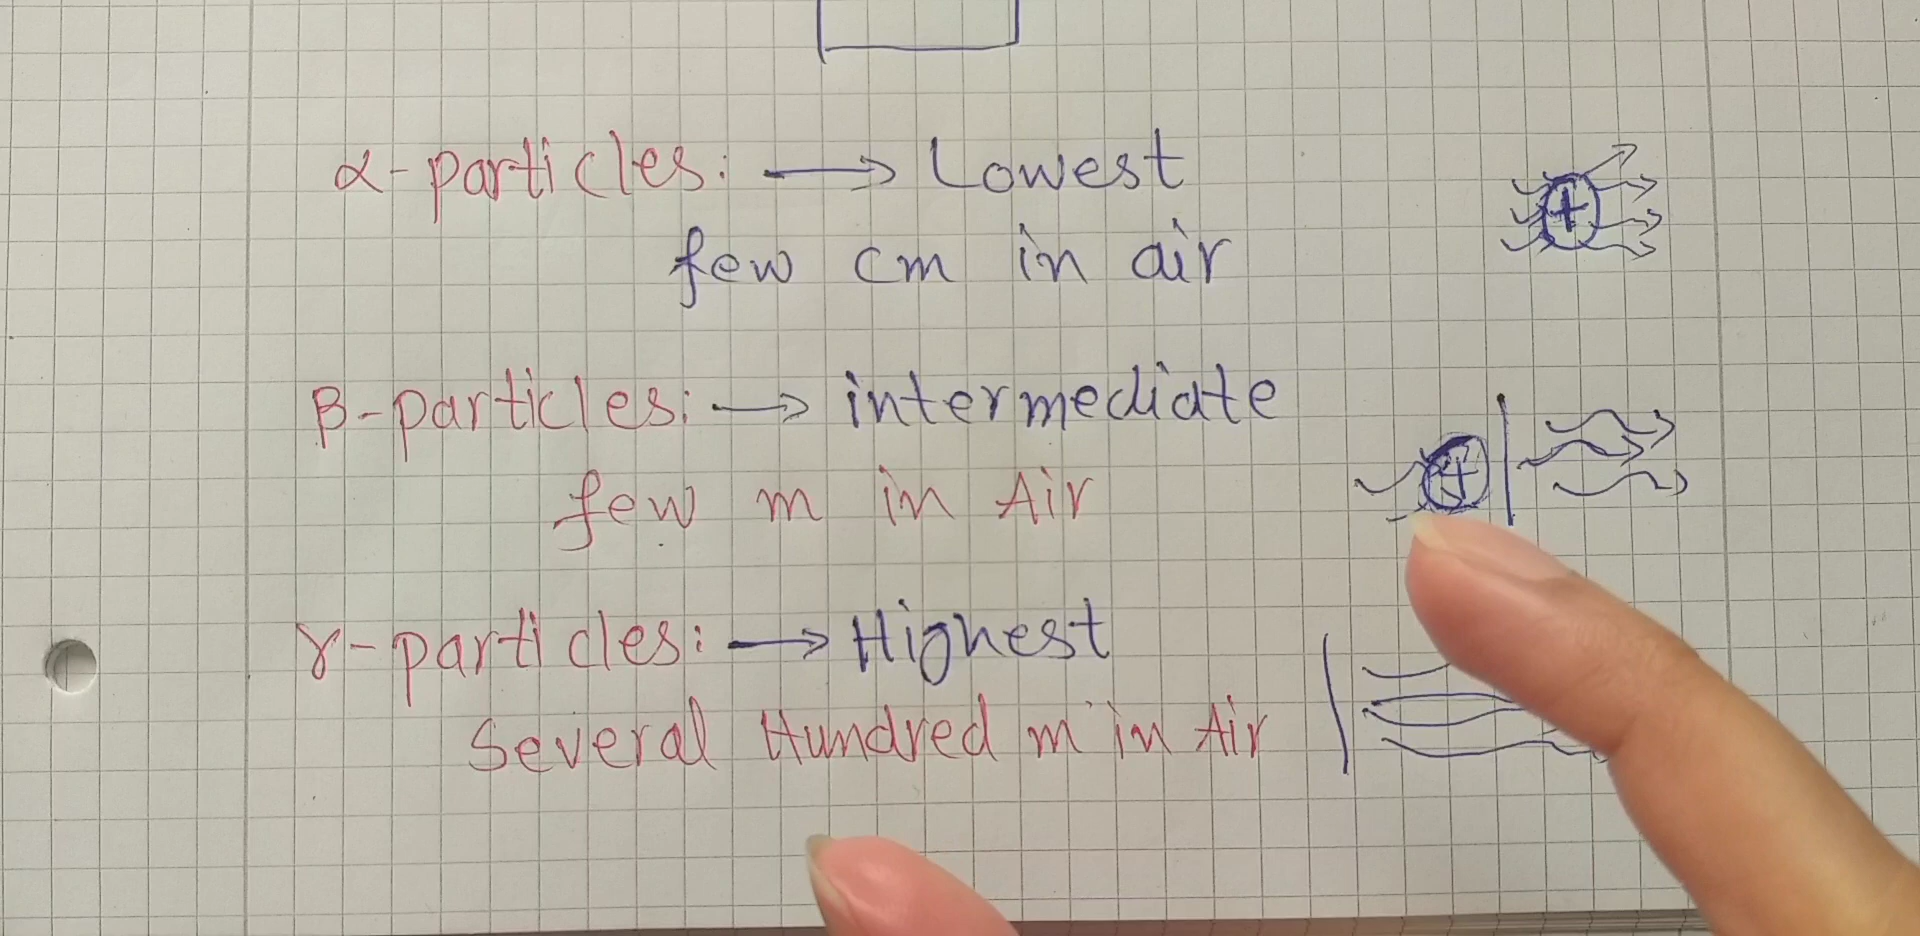 α-particles: → Lowest
few cm in air
+
β-particles: → intermediate
few m in Air
+
γ-particles: → Highest
Several Hundred m in Air